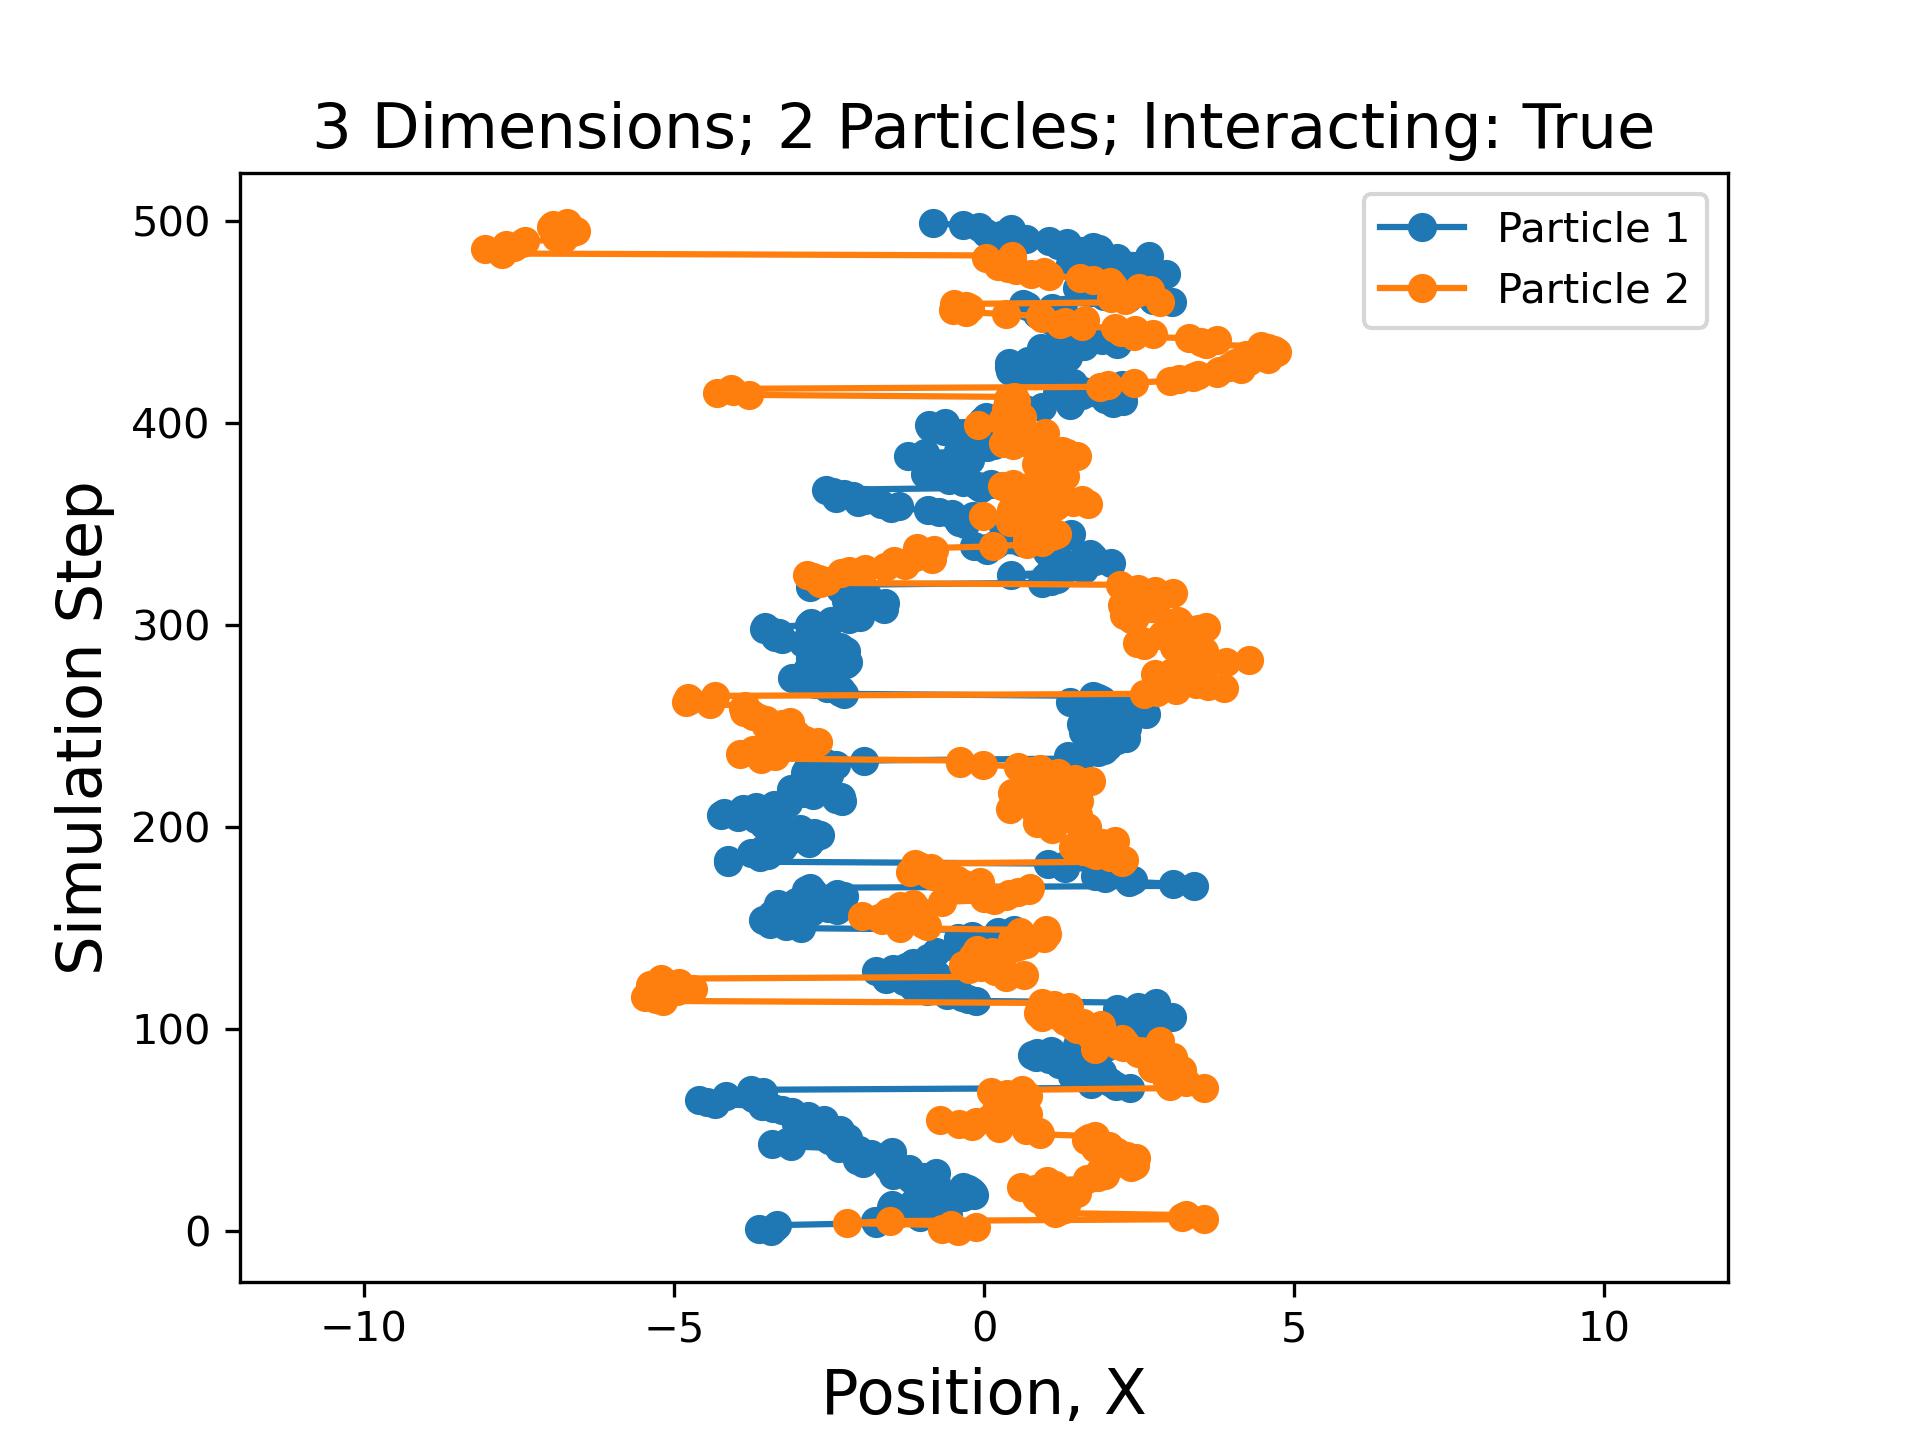 3 Dimensions; 2 Particles; Interacting: True
Particle 1
Particle 2
Simulation Step
500
400
300
200
100
0
−10
−5
0
5
10
Position, X